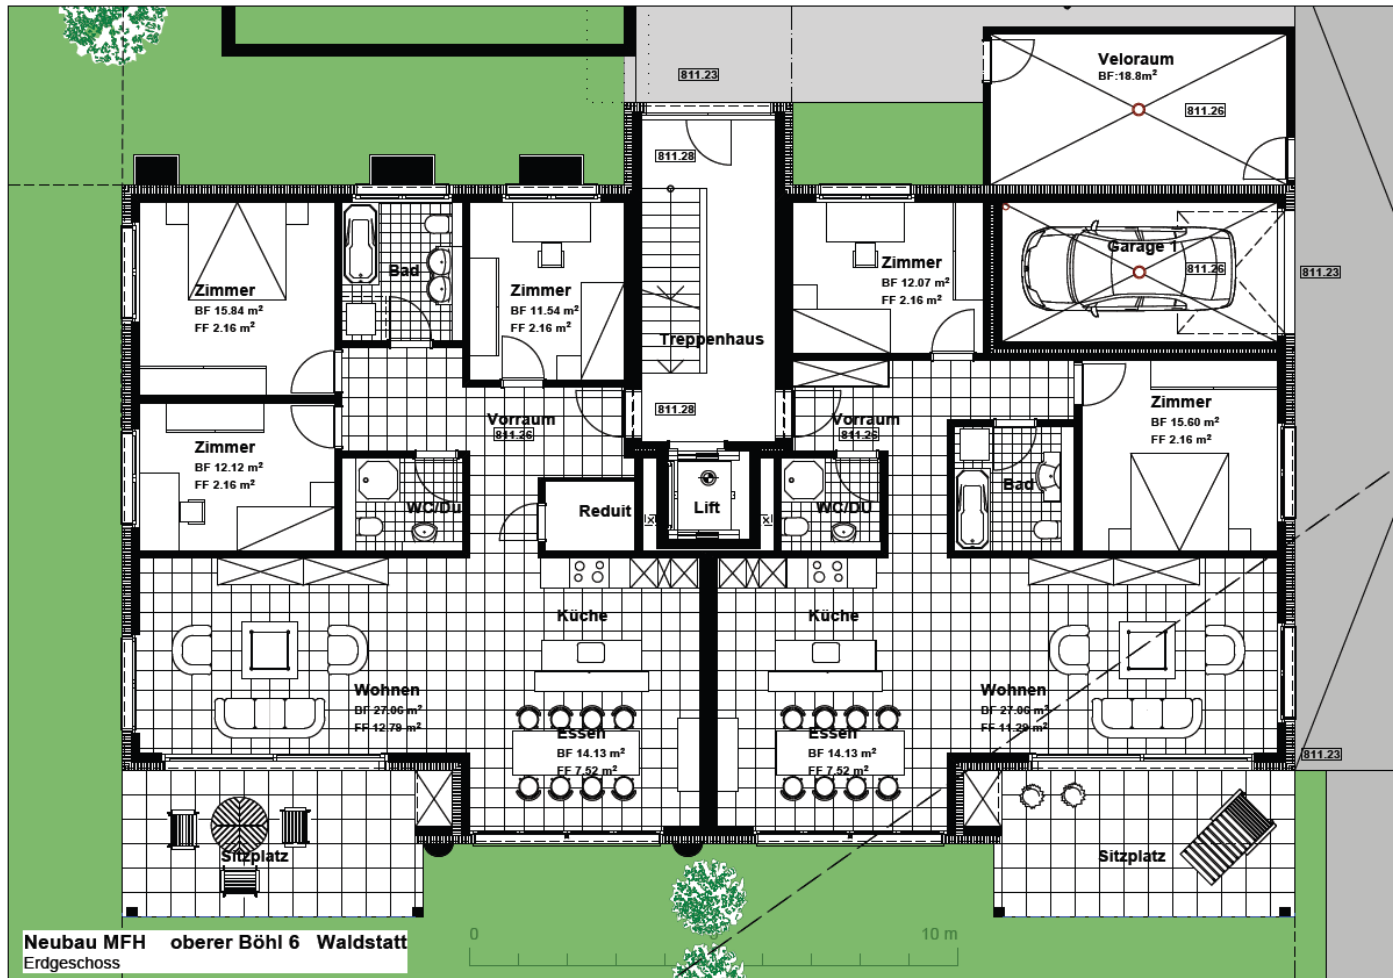 811.23
Veloraum
BF:18.8m²
811.26
811.28
Garage 1
811.26
811.23
Zimmer
BF 15.84 m²
FF 2.16 m²
Bad
Zimmer
BF 11.54 m²
FF 2.16 m²
Treppenhaus
Zimmer
BF 12.07 m²
FF 2.16 m²
811.28
Zimmer
BF 12.12 m²
FF 2.16 m²
Vorraum
811.26
Vorraum
811.26
Zimmer
BF 15.60 m²
FF 2.16 m²
WC/Du
Reduit
Lift
WC/DU
Bad
Küche
Küche
Wohnen
BF 27.06 m²
FF 12.79 m²
Essen
BF 14.13 m²
FF 7.52 m²
Essen
BF 14.13 m²
FF 7.52 m²
Wohnen
BF 27.06 m²
FF 11.29 m²
811.23
Sitzplatz
Sitzplatz
Neubau MFH oberer Böhl 6 Waldstatt
Erdgeschoss
0 10 m